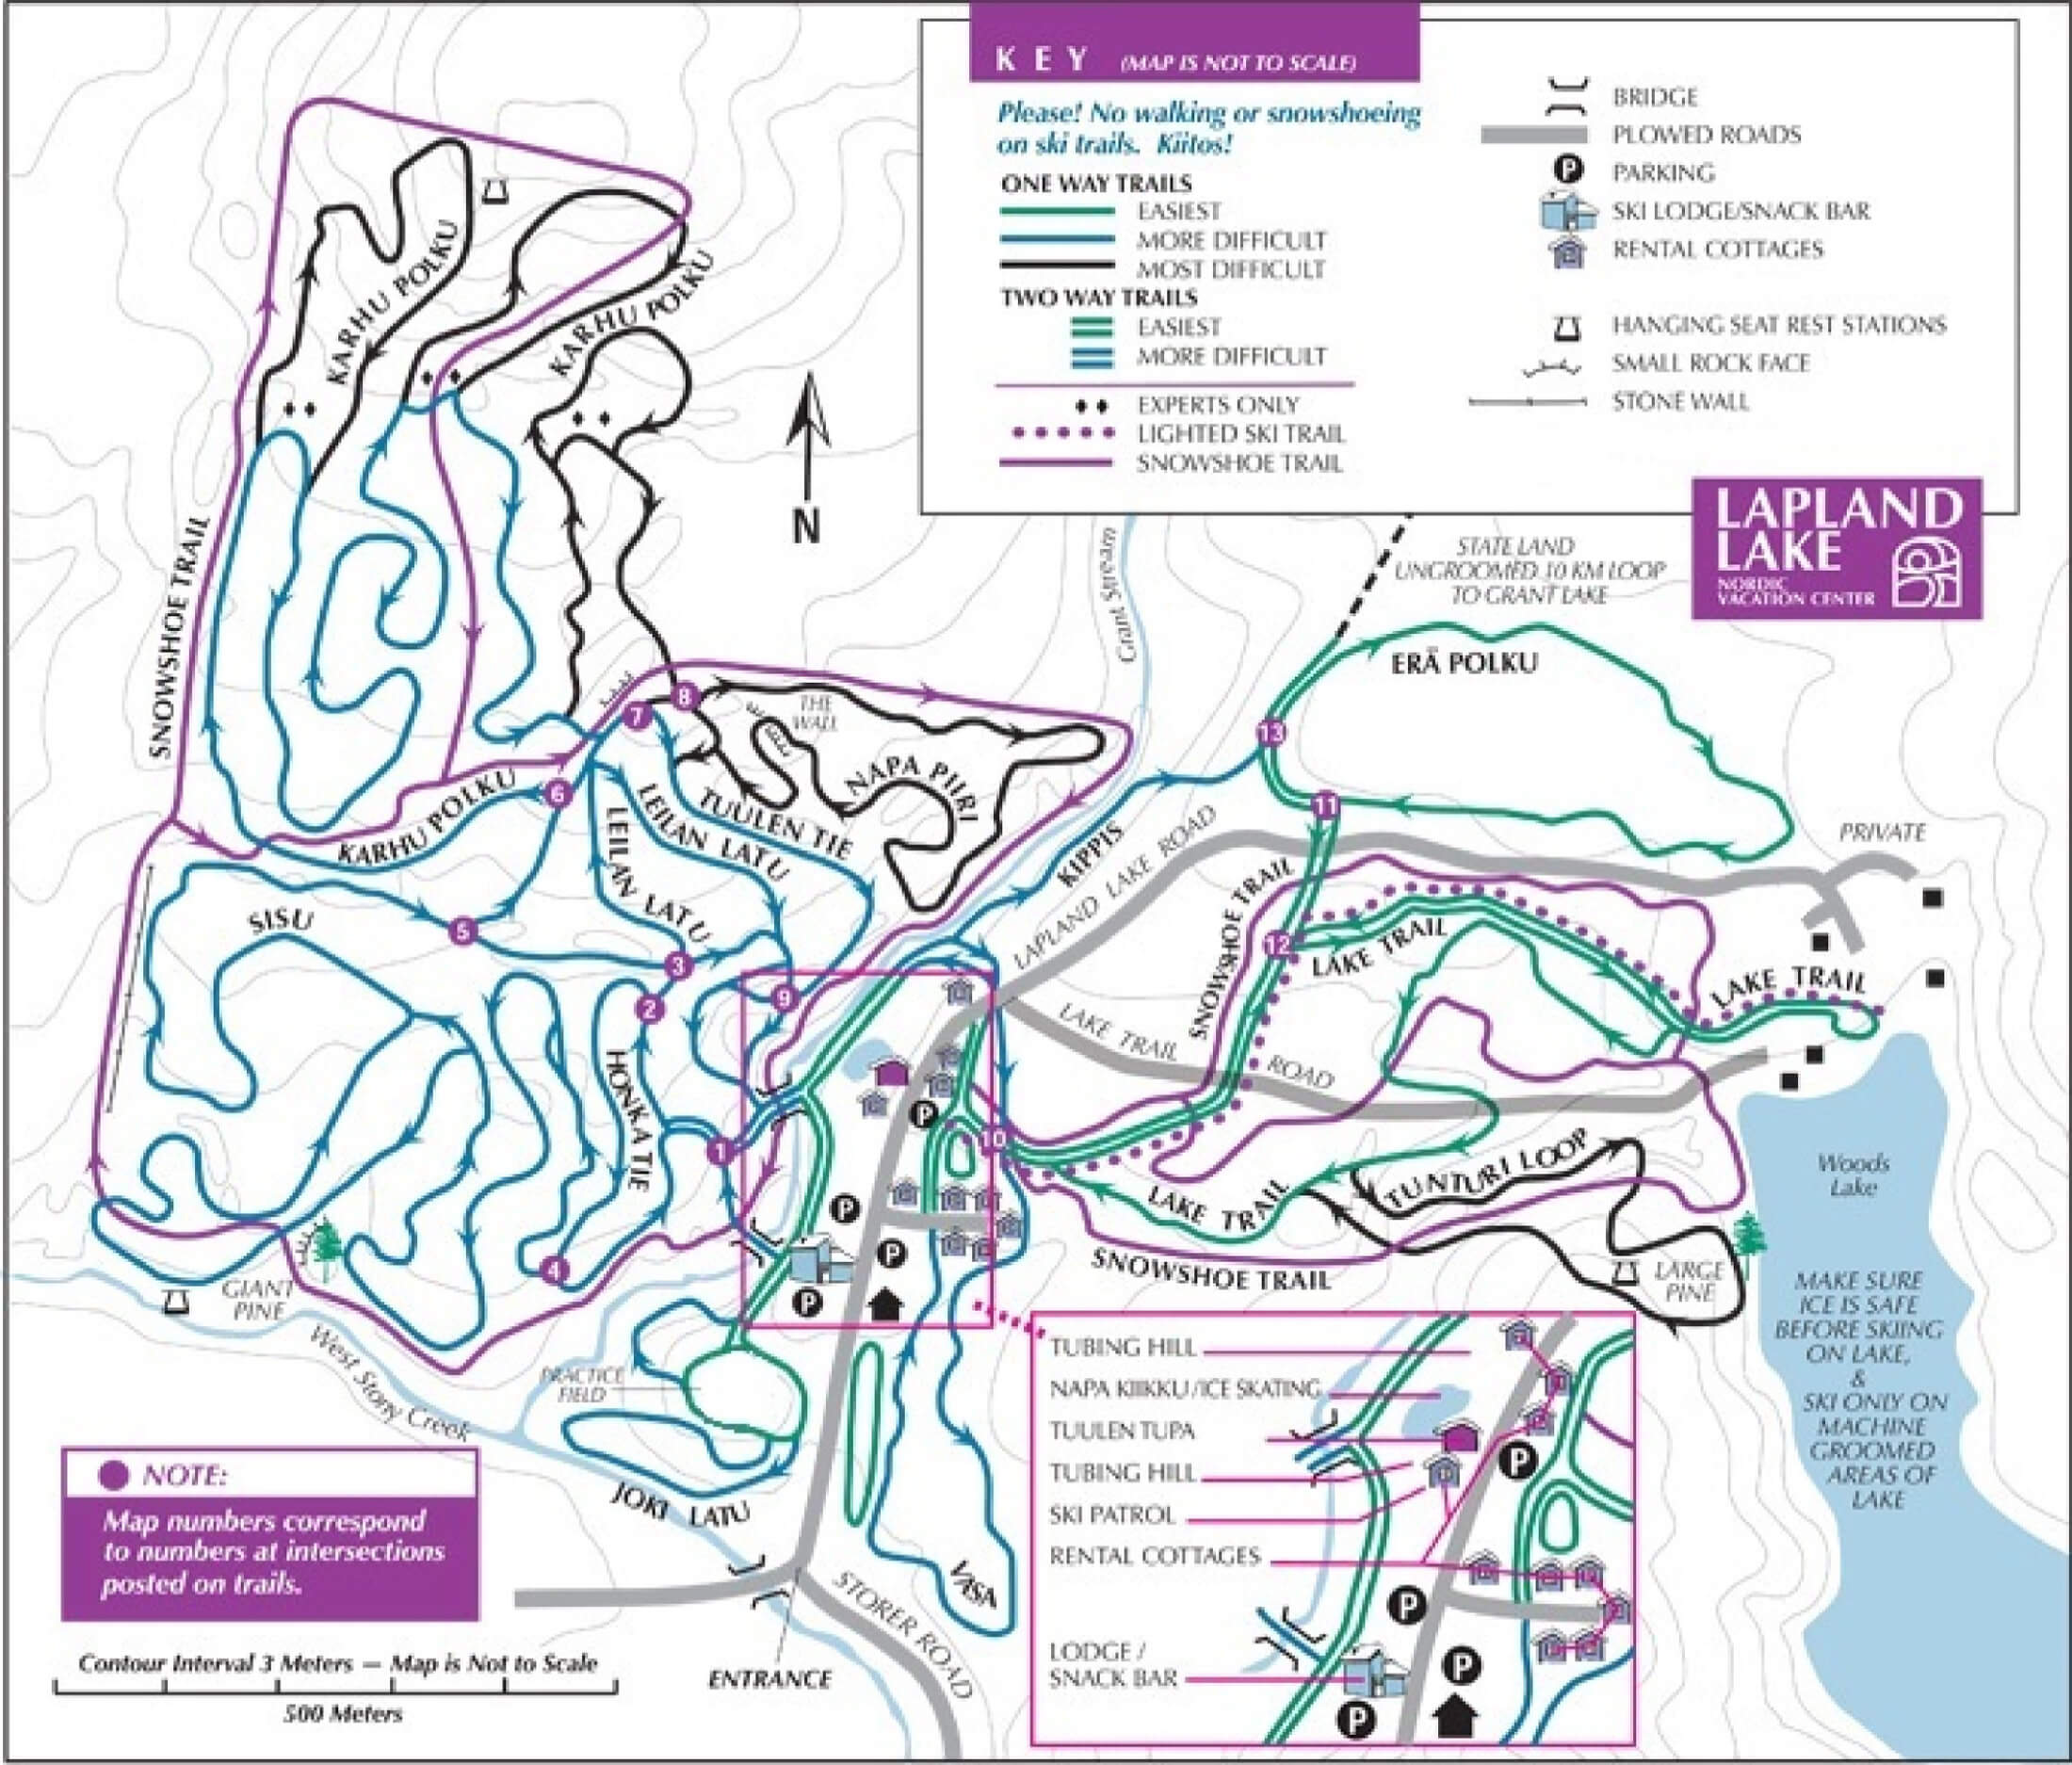 KEY (MAP IS NOT TO SCALE)
Please! No walking or snowshoeing
on ski trails. Kiitos!
ONE WAY TRAILS
EASIEST
MORE DIFFICULT
MOST DIFFICULT
TWO WAY TRAILS
EASIEST
MORE DIFFICULT
EXPERTS ONLY
LIGHTED SKI TRAIL
SNOWSHOE TRAIL
BRIDGE
PLOWED ROADS
P PARKING
SKI LODGE/SNACK BAR
RENTAL COTTAGES
HANGING SEAT REST STATIONS
SMALL ROCK FACE
STONE WALL
LAPLAND
LAKE
NORDIC
VACATION CENTER
N
KARHU POLKU
KARHU POLKU
SNOWSHOE TRAIL
Grant Stream
STATE LAND
UNGROOMED 10 KM LOOP
TO GRANT LAKE
ERÄ POLKU
13
8
7
THE
WALL
NAPA PIIRI
6
KARHU POLKU
LEILAN LATU
TUULEN TIE
LEILAN LATU
KIPPIS
LAPLAND LAKE ROAD
11
PRIVATE
SISU
5
3
2
9
SNOWSHOE TRAIL
12
LAKE TRAIL
LAKE TRAIL
LAKE TRAIL ROAD
HONKA TIE
1
P
10
P
LAKE TRAIL
TUNTURI LOOP
Woods
Lake
4
P
P
SNOWSHOE TRAIL
GIANT
PINE
LARGE
PINE
MAKE SURE
ICE IS SAFE
BEFORE SKIING
ON LAKE,
&
SKI ONLY ON
MACHINE
GROOMED
AREAS OF
LAKE
West Stony Creek
PRACTICE
FIELD
JOKI LATU
VASA
STORER ROAD
ENTRANCE
TUBING HILL
NAPA KIIKKU/ICE SKATING
TUULEN TUPA
TUBING HILL
SKI PATROL
RENTAL COTTAGES
LODGE /
SNACK BAR
P
P
P
P
NOTE:
Map numbers correspond
to numbers at intersections
posted on trails.
Contour Interval 3 Meters — Map is Not to Scale
500 Meters